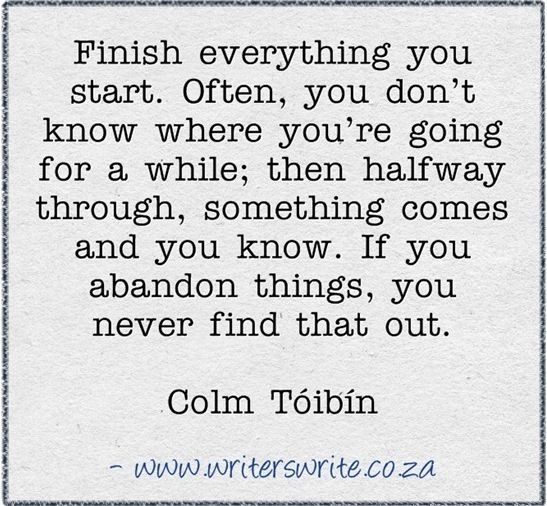 Finish everything you
start. Often, you don’t
know where you’re going
for a while; then halfway
through, something comes
and you know. If you
abandon things, you
never find that out.
Colm Tóibín
- www.writerswrite.co.za